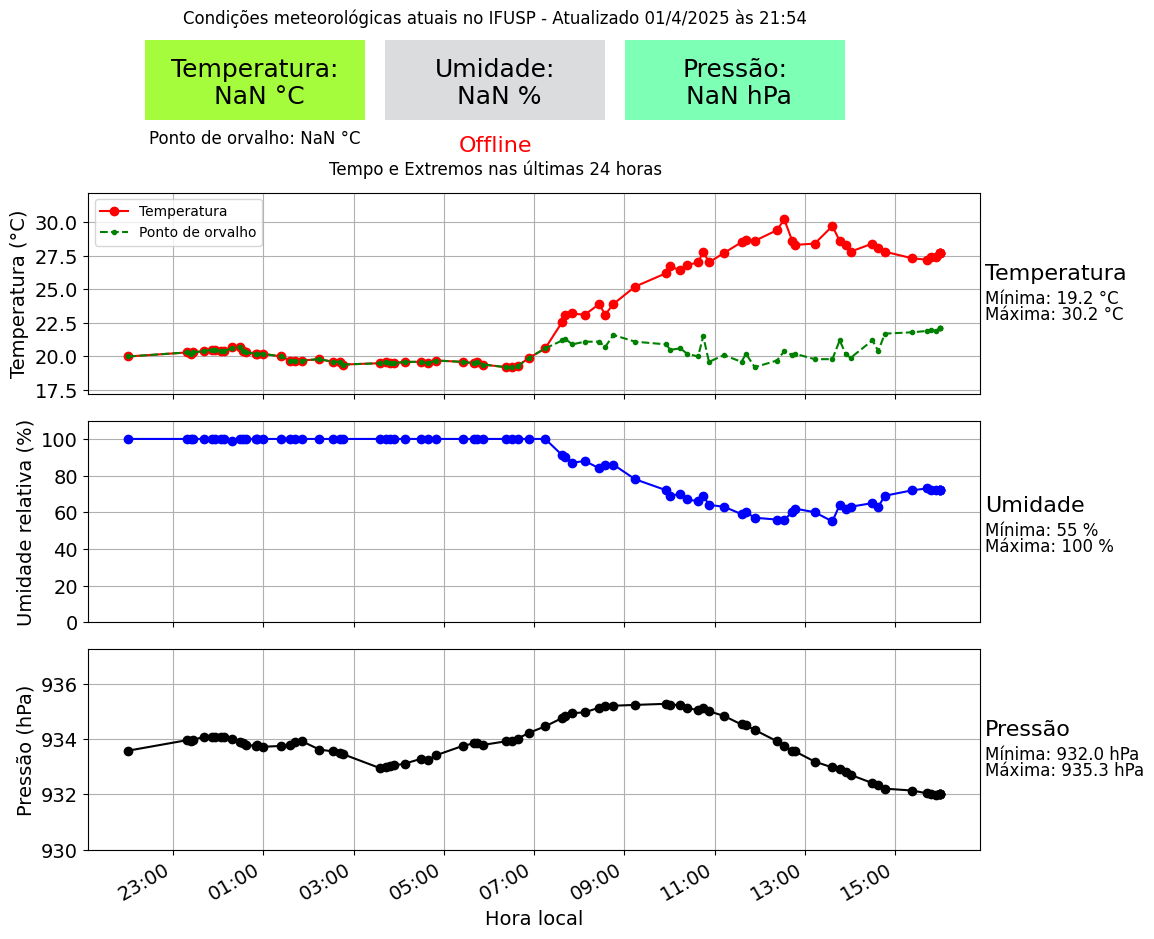 Condições meteorológicas atuais no IFUSP - Atualizado 01/4/2025 às 21:54
Temperatura:
NaN °C
Umidade:
NaN %
Pressão:
NaN hPa
Ponto de orvalho: NaN °C
Offline
Tempo e Extremos nas últimas 24 horas
Temperatura (°C)
30.0
27.5
25.0
22.5
20.0
17.5
Temperatura
Ponto de orvalho
Temperatura
Mínima: 19.2 °C
Máxima: 30.2 °C
Umidade relativa (%)
100
80
60
40
20
0
Umidade
Mínima: 55 %
Máxima: 100 %
Pressão (hPa)
936
934
932
930
Pressão
Mínima: 932.0 hPa
Máxima: 935.3 hPa
23:00
01:00
03:00
05:00
07:00
09:00
11:00
13:00
15:00
Hora local